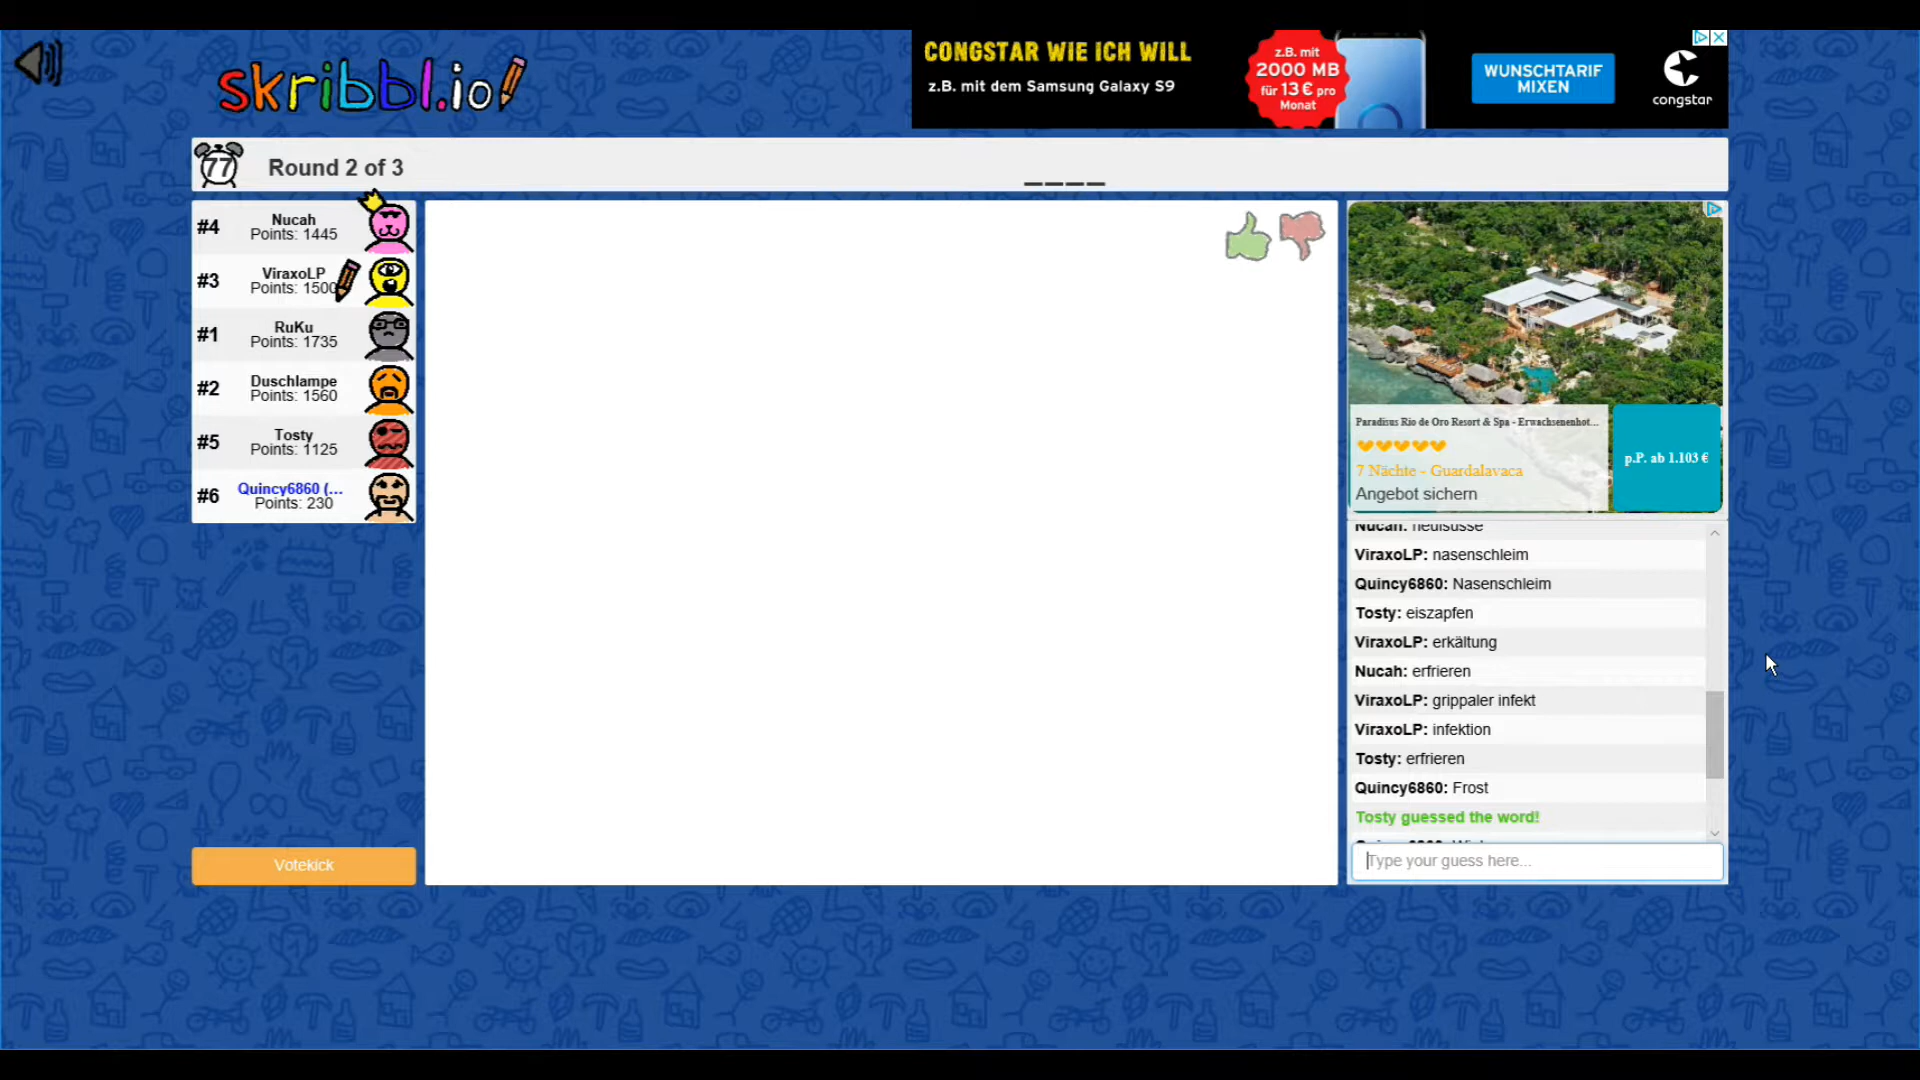 skribbl.io!
CONGSTAR WIE ICH WILL
z.B. mit dem Samsung Galaxy S9
z.B. mit
2000 MB
für 13 € pro
Monat
WUNSCHTARIF
MIXEN
congstar
77
Round 2 of 3
____
#4
Nucah
Points: 1445
#3
ViraxoLP
Points: 1500
#1
RuKu
Points: 1735
#2
Duschlampe
Points: 1560
#5
Tosty
Points: 1125
#6
Quincy6860 (...
Points: 230
Votekick
Paradisus Rio de Oro Resort & Spa - Erwachsenenhot...
7 Nächte - Guardalavaca
Angebot sichern
p.P. ab 1.103 €
Nucah:
ViraxoLP: nasenschleim
Quincy6860: Nasenschleim
Tosty: eiszapfen
ViraxoLP: erkältung
Nucah: erfrieren
ViraxoLP: grippaler infekt
ViraxoLP: infektion
Tosty: erfrieren
Quincy6860: Frost
Tosty guessed the word!
Type your guess here...